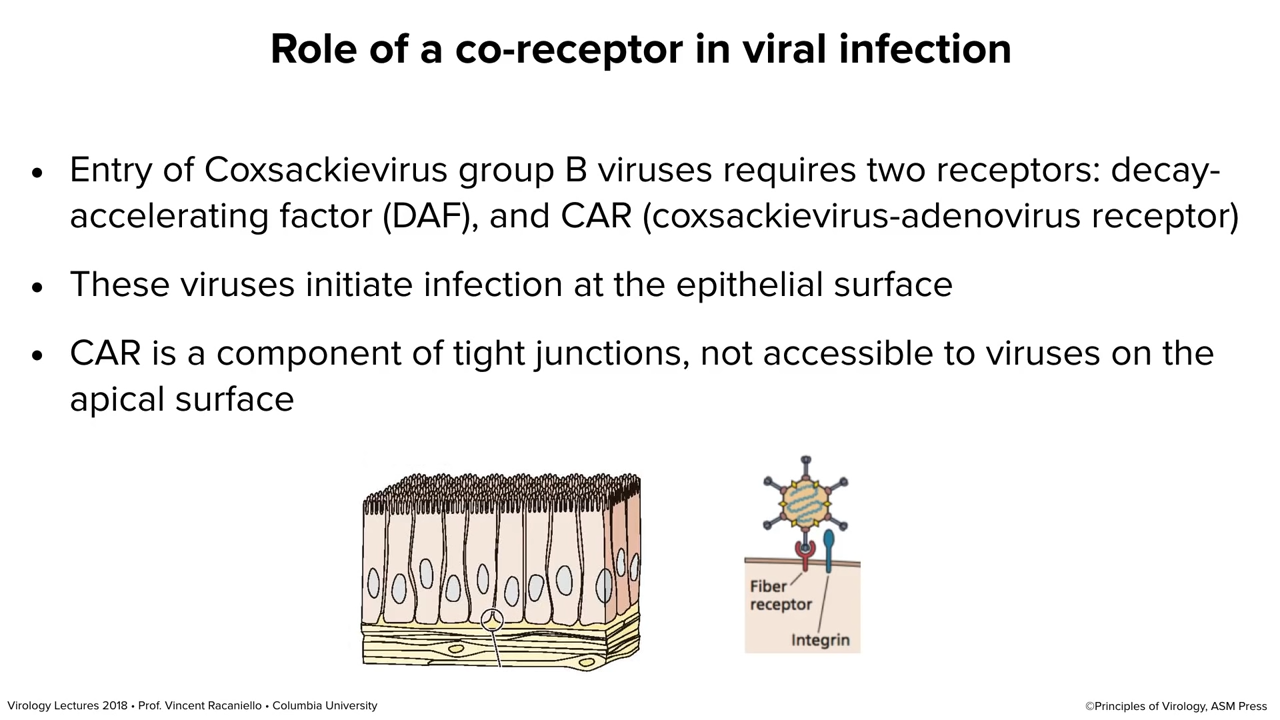 Role of a co-receptor in viral infection
• Entry of Coxsackievirus group B viruses requires two receptors: decay-
accelerating factor (DAF), and CAR (coxsackievirus-adenovirus receptor)
• These viruses initiate infection at the epithelial surface
• CAR is a component of tight junctions, not accessible to viruses on the
apical surface
Fiber
receptor
Integrin
Virology Lectures 2018 • Prof. Vincent Racaniello • Columbia University
©Principles of Virology, ASM Press